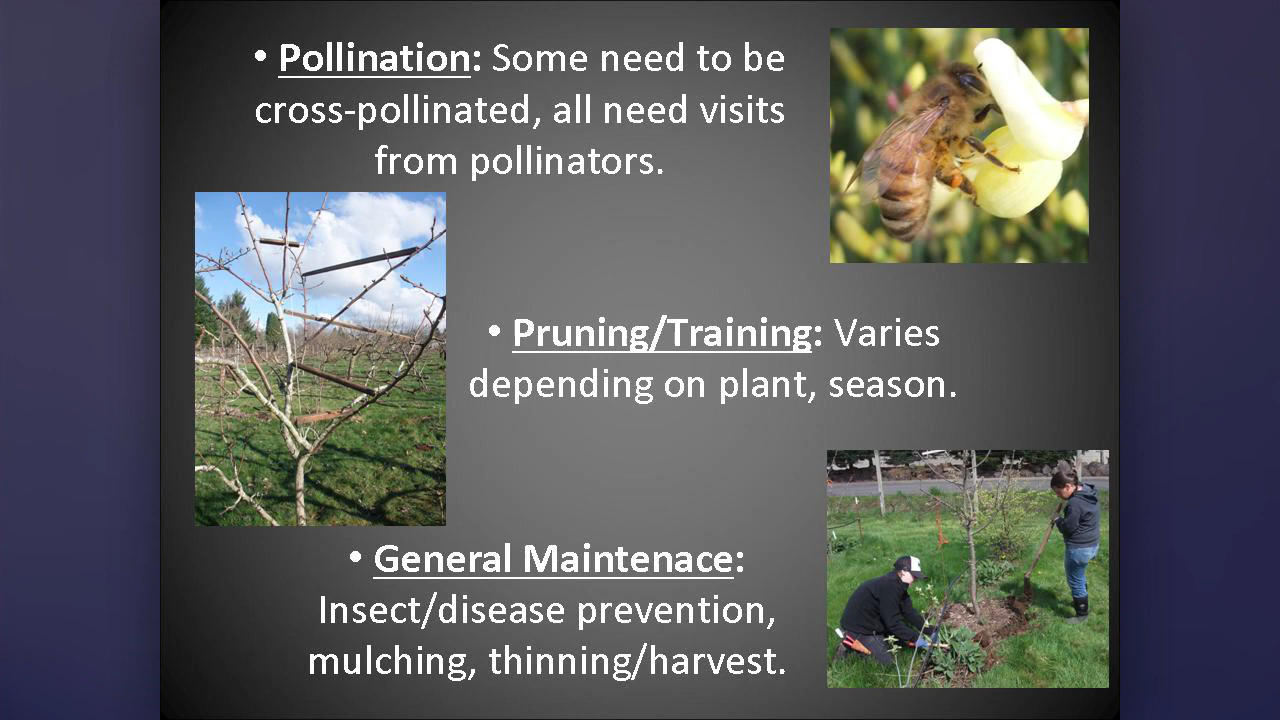 • Pollination: Some need to be
cross-pollinated, all need visits
from pollinators.
• Pruning/Training: Varies
depending on plant, season.
• General Maintenace:
Insect/disease prevention,
mulching, thinning/harvest.